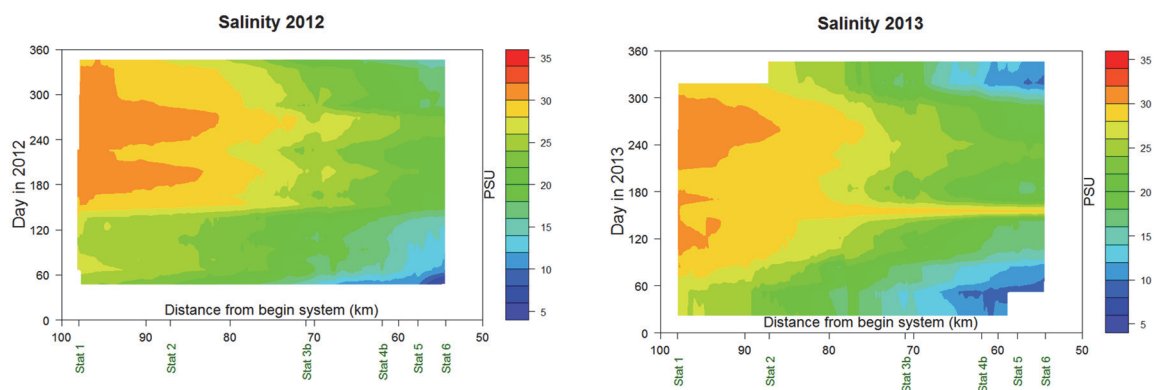 Salinity 2012
Day in 2012
360
300
240
180
120
60
0
Distance from begin system (km)
100
90
80
70
60
50
Stat 1
Stat 2
Stat 3b
Stat 4b
Stat 5
Stat 6
PSU
35
30
25
20
15
10
5
Salinity 2013
Day in 2013
360
300
240
180
120
60
0
Distance from begin system (km)
100
90
80
70
60
50
Stat 1
Stat 2
Stat 3b
Stat 4b
Stat 5
Stat 6
PSU
35
30
25
20
15
10
5